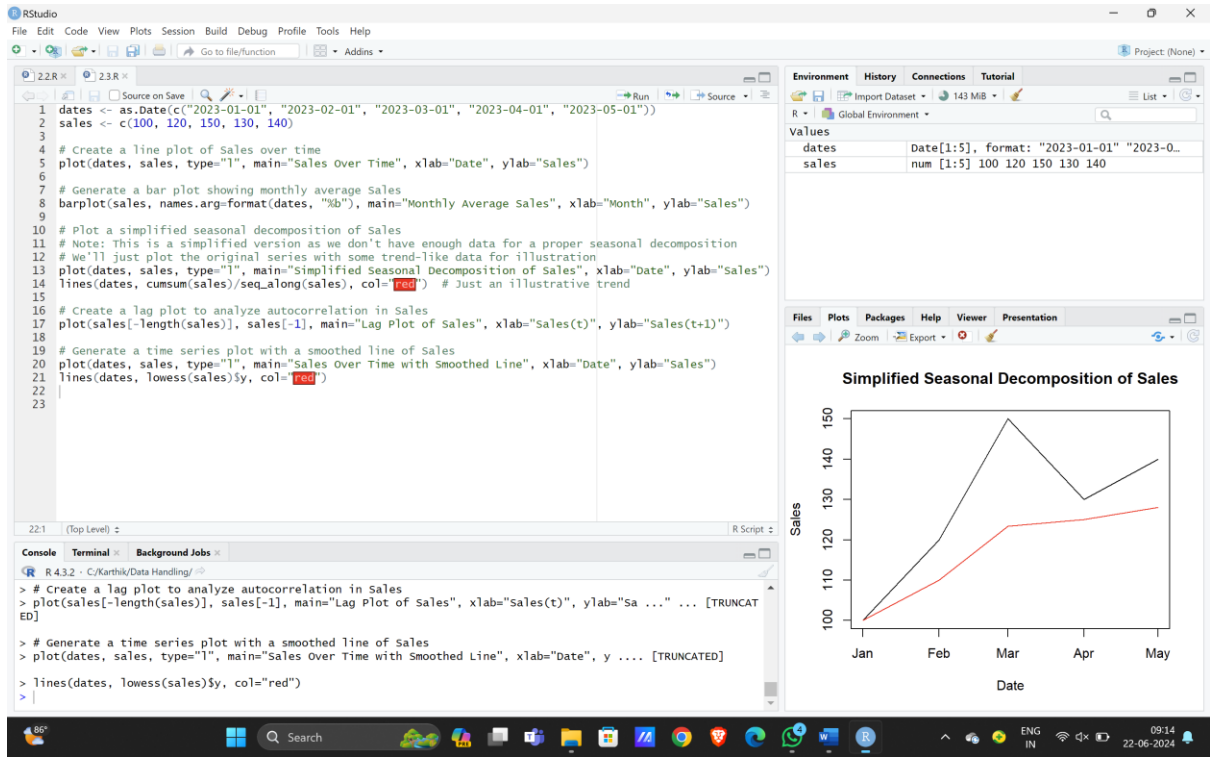 RStudio
File Edit Code View Plots Session Build Debug Profile Tools Help
Go to file/function Addins Project: (None)
2.2.R 2.3.R
Source on Save Run Source
1 dates <- as.Date(c("2023-01-01", "2023-02-01", "2023-03-01", "2023-04-01", "2023-05-01"))
2 sales <- c(100, 120, 150, 130, 140)
3
4 # Create a line plot of Sales over time
5 plot(dates, sales, type="l", main="Sales Over Time", xlab="Date", ylab="Sales")
6
7 # Generate a bar plot showing monthly average Sales
8 barplot(sales, names.arg=format(dates, "%b"), main="Monthly Average Sales", xlab="Month", ylab="Sales")
9
10 # Plot a simplified seasonal decomposition of Sales
11 # Note: This is a simplified version as we don't have enough data for a proper seasonal decomposition
12 # We'll just plot the original series with some trend-like data for illustration
13 plot(dates, sales, type="l", main="Simplified Seasonal Decomposition of Sales", xlab="Date", ylab="Sales")
14 lines(dates, cumsum(sales)/seq_along(sales), col="red") # Just an illustrative trend
15
16 # Create a lag plot to analyze autocorrelation in Sales
17 plot(sales[-length(sales)], sales[-1], main="Lag Plot of Sales", xlab="Sales(t)", ylab="Sales(t+1)")
18
19 # Generate a time series plot with a smoothed line of Sales
20 plot(dates, sales, type="l", main="Sales Over Time with Smoothed Line", xlab="Date", ylab="Sales")
21 lines(dates, lowess(sales)$y, col="red")
22
23
22:1 (Top Level) R Script
Console Terminal Background Jobs
R 4.3.2 · C:/Karthik/Data Handling/
> # Create a lag plot to analyze autocorrelation in Sales
> plot(sales[-length(sales)], sales[-1], main="Lag Plot of Sales", xlab="Sales(t)", ylab="Sa ..." ... [TRUNCAT
ED]
> # Generate a time series plot with a smoothed line of Sales
> plot(dates, sales, type="l", main="Sales Over Time with Smoothed Line", xlab="Date", y .... [TRUNCATED]
> lines(dates, lowess(sales)$y, col="red")
>
Environment History Connections Tutorial
Import Dataset 143 MiB List
R Global Environment
Values
dates Date[1:5], format: "2023-01-01" "2023-0…
sales num [1:5] 100 120 150 130 140
Files Plots Packages Help Viewer Presentation
Zoom Export
Simplified Seasonal Decomposition of Sales
Sales
150
140
130
120
110
100
Jan Feb Mar Apr May
Date
86°
Search
PRE
4
ENG
IN
09:14
22-06-2024